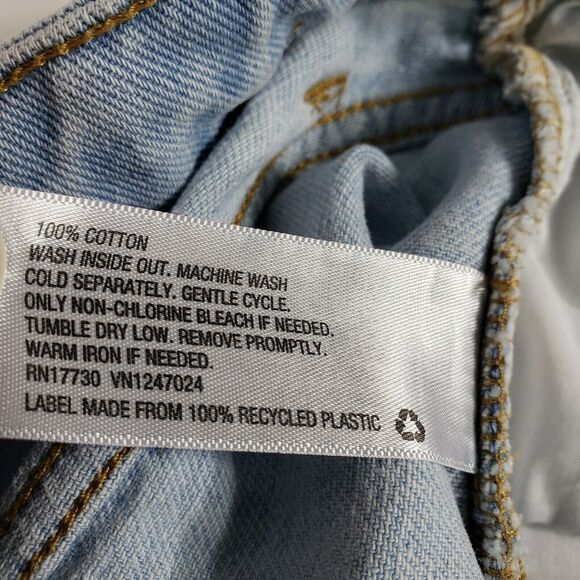 100% COTTON
WASH INSIDE OUT. MACHINE WASH
COLD SEPARATELY. GENTLE CYCLE.
ONLY NON-CHLORINE BLEACH IF NEEDED.
TUMBLE DRY LOW. REMOVE PROMPTLY.
WARM IRON IF NEEDED.
RN17730 VN1247024
LABEL MADE FROM 100% RECYCLED PLASTIC